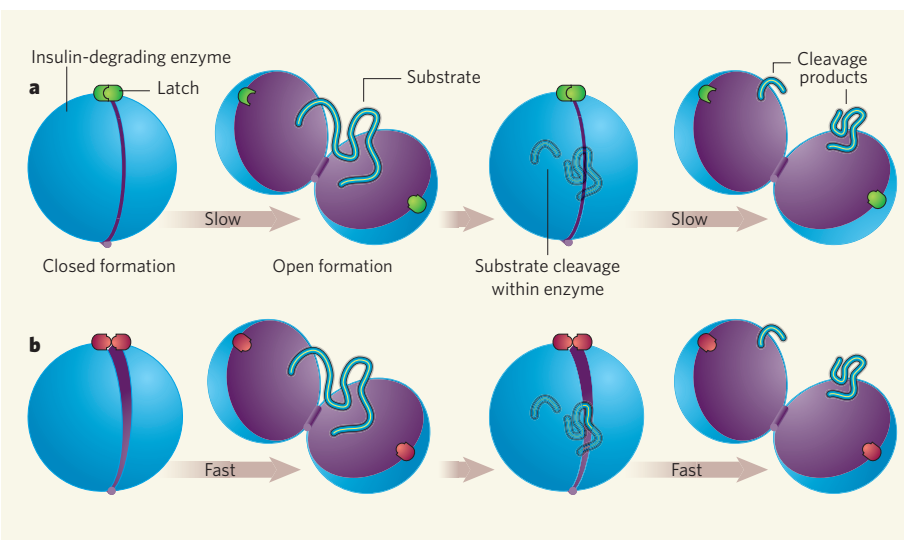 Insulin-degrading enzyme
a
Latch
Substrate
Cleavage
products
Slow
Slow
Closed formation
Open formation
Substrate cleavage
within enzyme
b
Fast
Fast